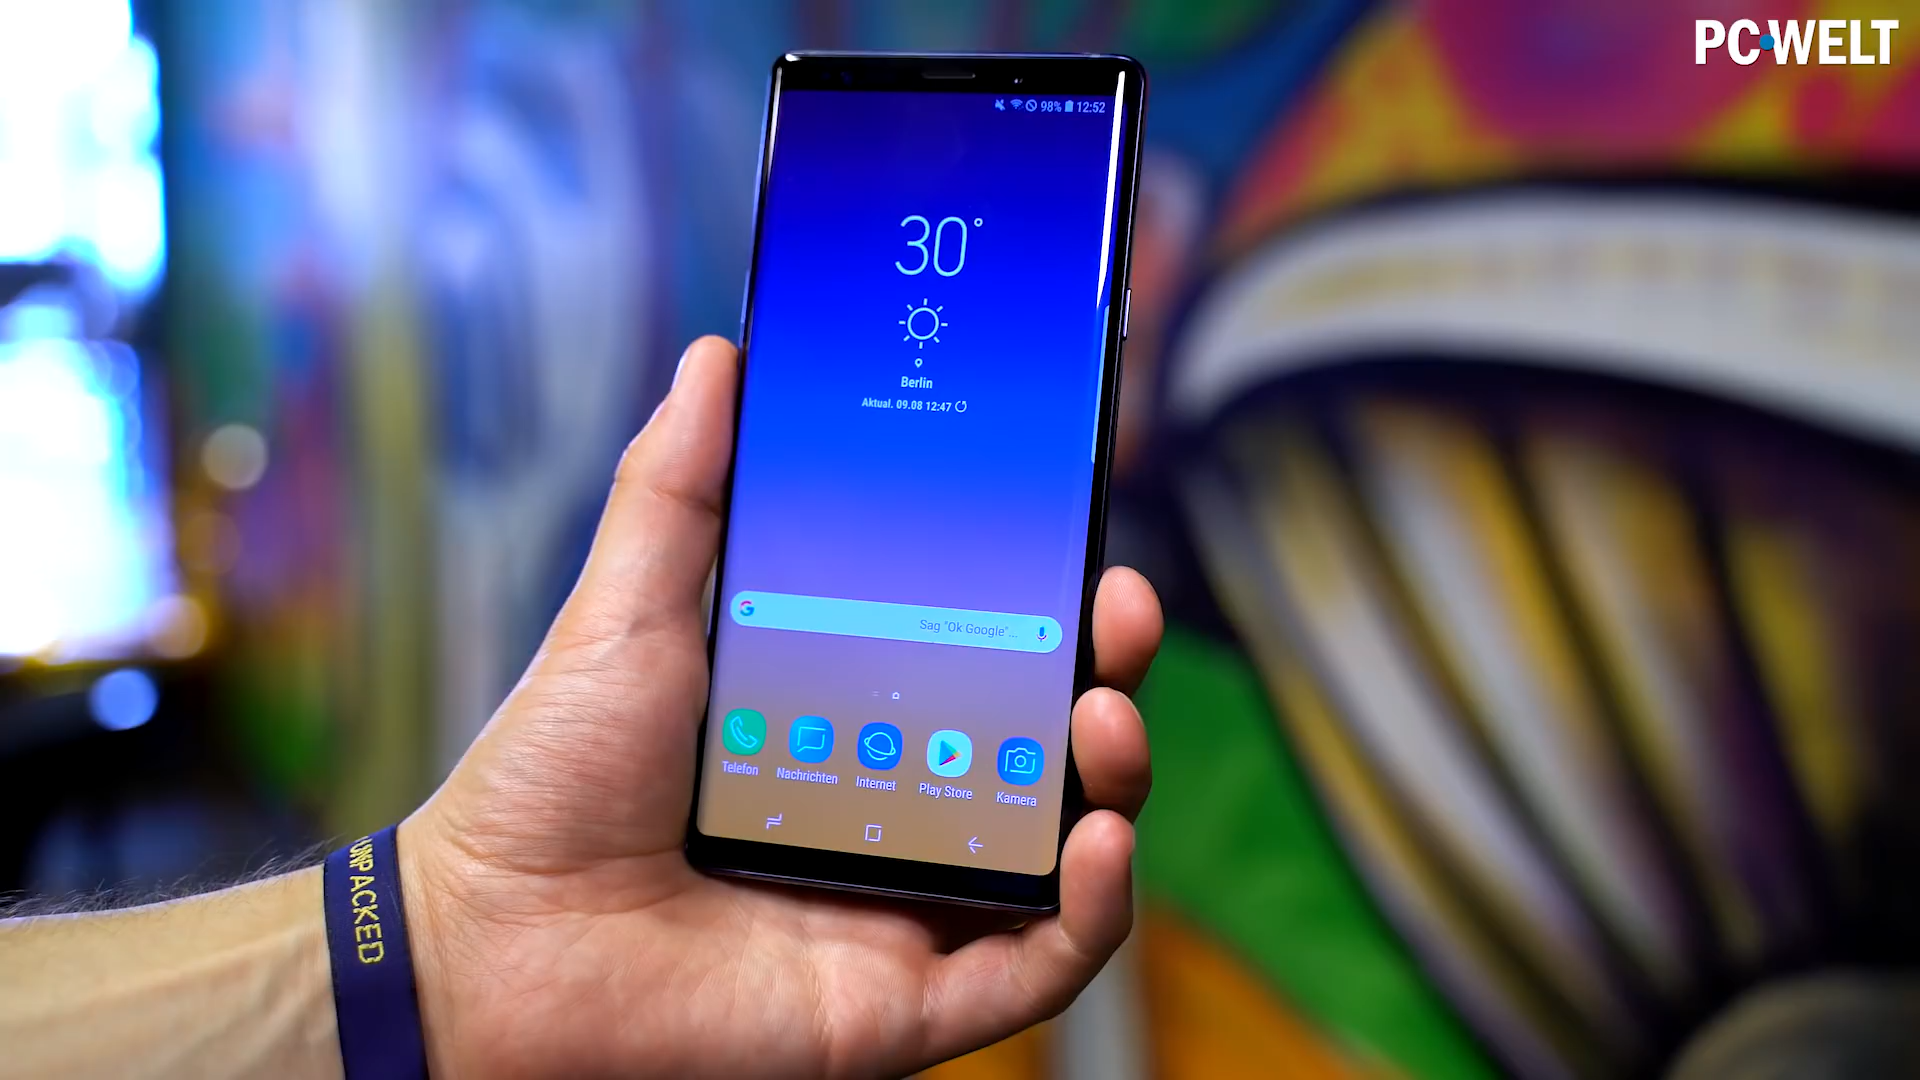 PC WELT
98% 12:52
30°
Berlin
Aktual. 09.08 12:47
G
Sag "Ok Google"...
Telefon
Nachrichten
Internet
Play Store
Kamera
UNPACKED